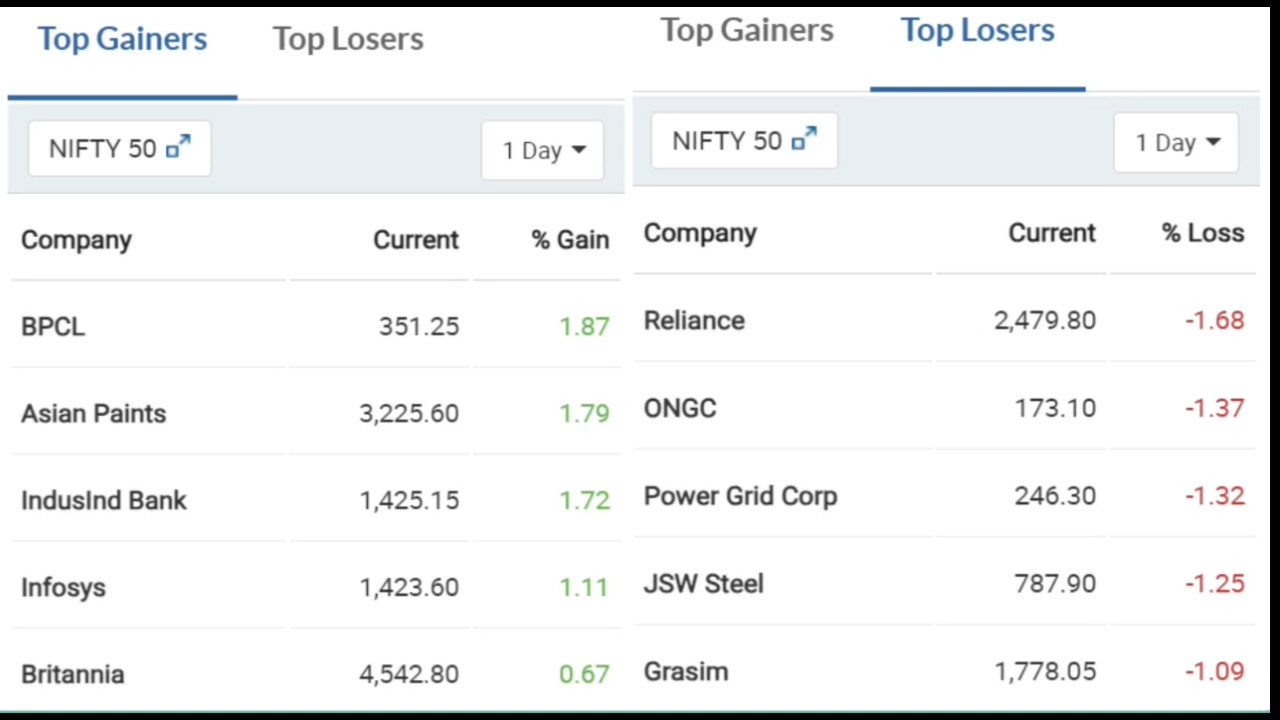 Top Gainers Top Losers
NIFTY 50 1 Day
Company Current % Gain
BPCL 351.25 1.87
Asian Paints 3,225.60 1.79
IndusInd Bank 1,425.15 1.72
Infosys 1,423.60 1.11
Britannia 4,542.80 0.67
Top Gainers Top Losers
NIFTY 50 1 Day
Company Current % Loss
Reliance 2,479.80 -1.68
ONGC 173.10 -1.37
Power Grid Corp 246.30 -1.32
JSW Steel 787.90 -1.25
Grasim 1,778.05 -1.09